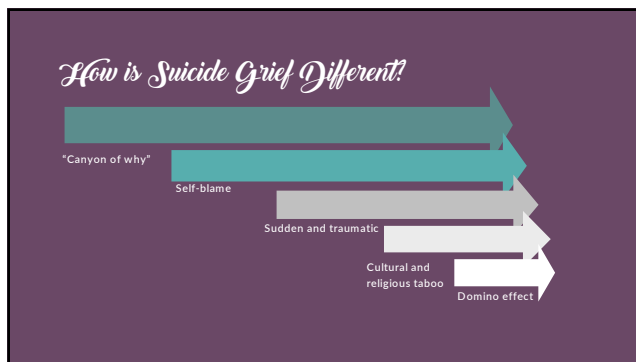 How is Suicide Grief Different?
“Canyon of why”
Self-blame
Sudden and traumatic
Cultural and
religious taboo
Domino effect